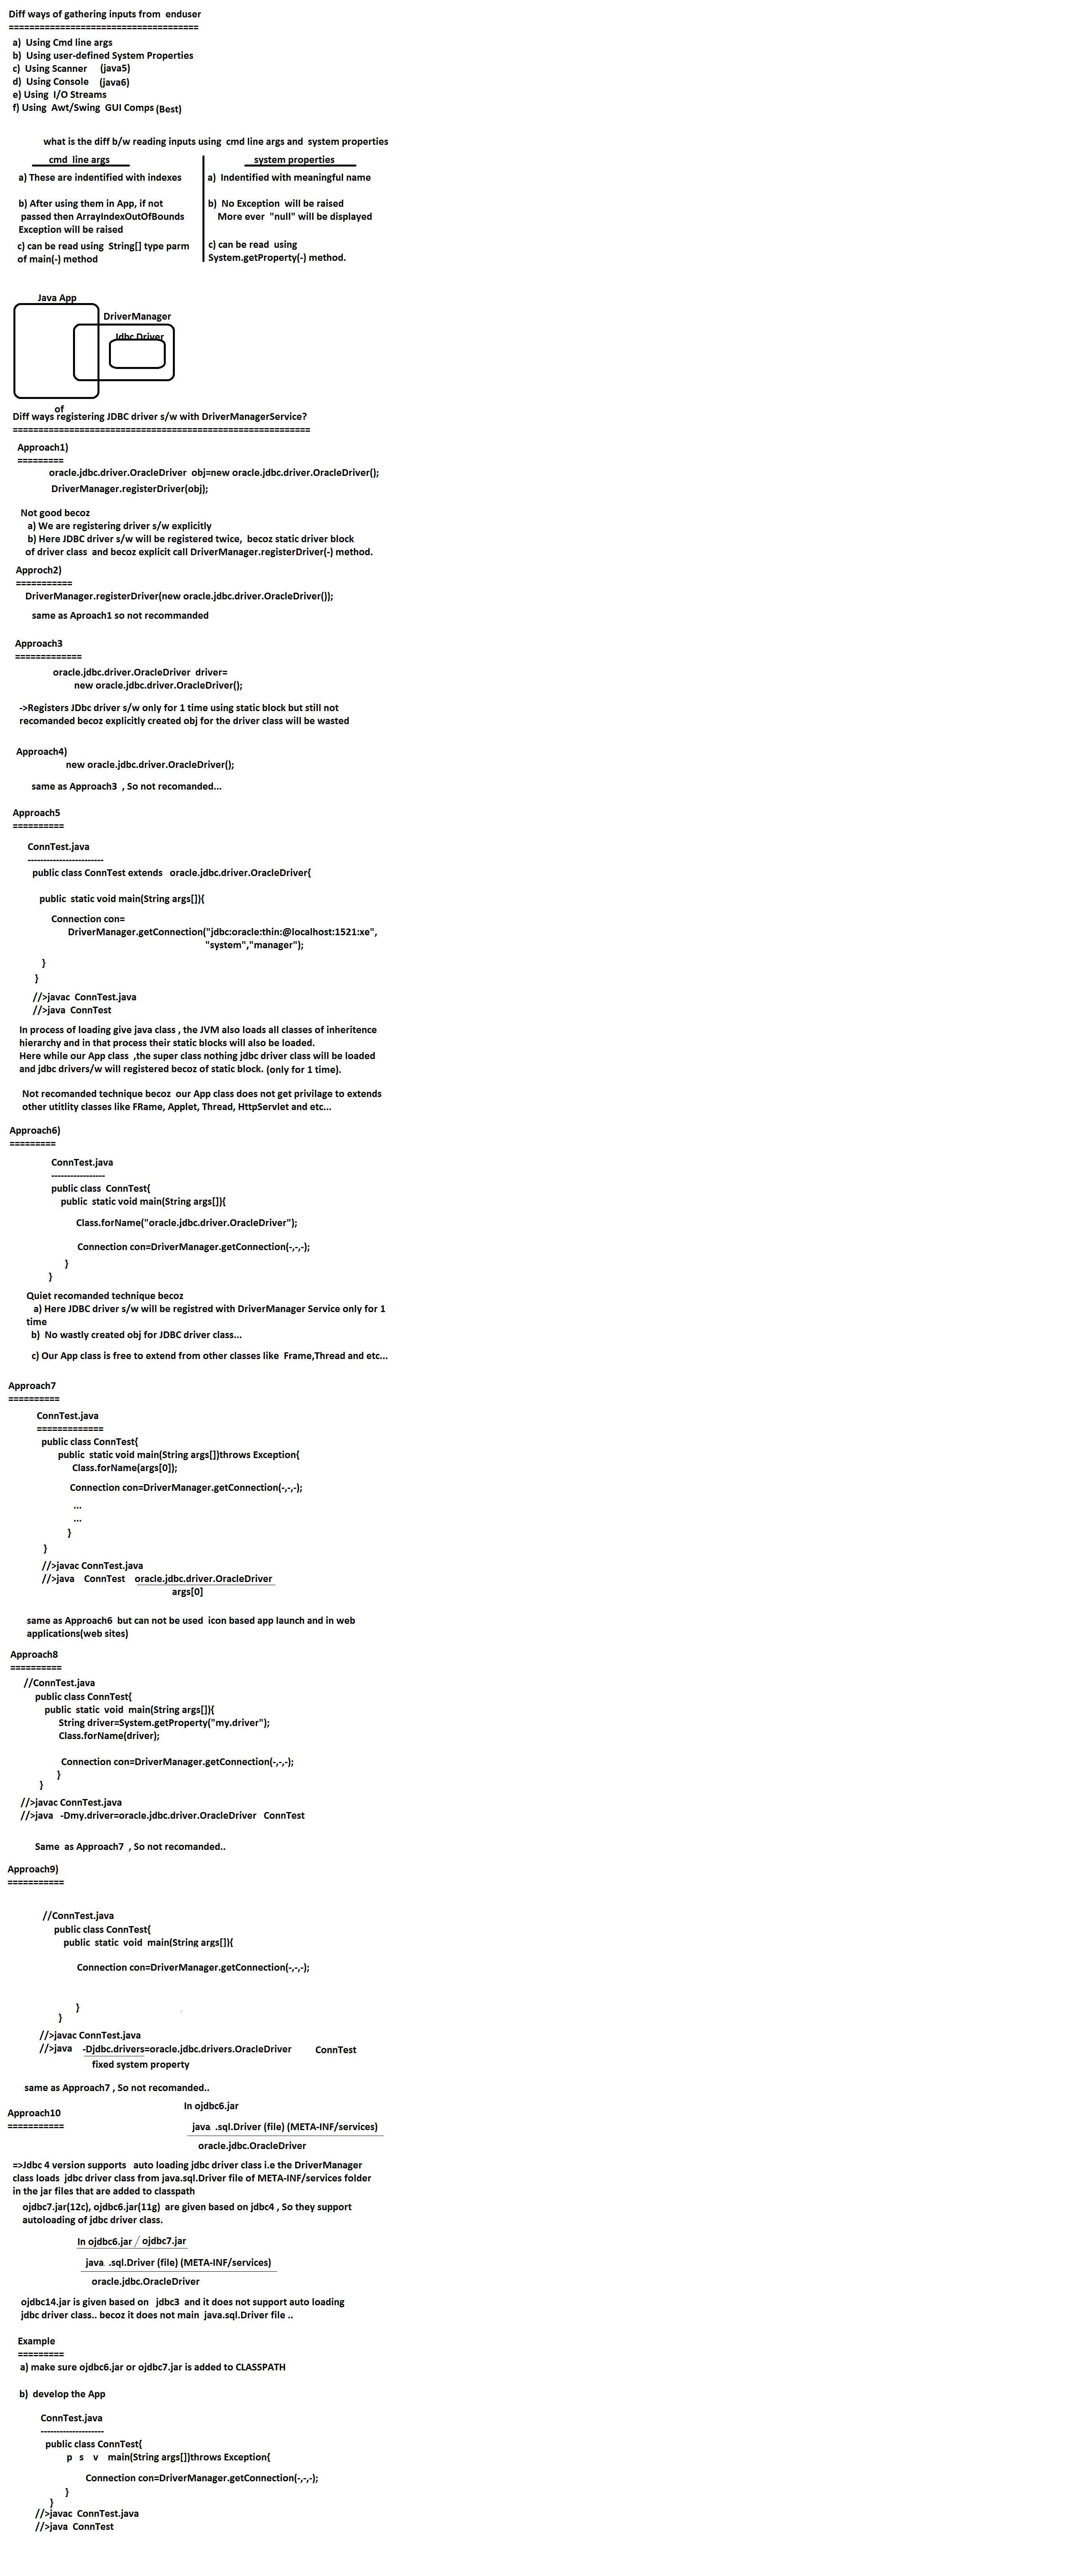 Diff ways of gathering inputs from  enduser
=====================================
a)  Using Cmd line args
b)  Using user-defined System Properties
c)  Using Scanner    (java5)
d)  Using Console    (java6)
e) Using  I/O Streams
f) Using  Awt/Swing  GUI Comps (Best)
what is the diff b/w reading inputs using  cmd line args and  system properties
cmd  line args
system properties
a) These are indentified with indexes
a)  Indentified with meaningful name
b) After using them in App, if not
passed then ArrayIndexOutOfBounds
Exception will be raised
b)  No Exception  will be raised
More ever  "null" will be displayed
c) can be read using  String[] type parm
of main(-) method
c) can be read  using
System.getProperty(-) method.
Java App
DriverManager
Jdbc Driver
of
Diff ways registering JDBC driver s/w with DriverManagerService?
==========================================================
Approach1)
=========
oracle.jdbc.driver.OracleDriver  obj=new oracle.jdbc.driver.OracleDriver();
DriverManager.registerDriver(obj);
Not good becoz
a) We are registering driver s/w explicitly
b) Here JDBC driver s/w will be registered twice,  becoz static driver block
of driver class  and becoz explicit call DriverManager.registerDriver(-) method.
Approch2)
===========
DriverManager.registerDriver(new oracle.jdbc.driver.OracleDriver());
same as Aproach1 so not recommanded
Approach3
=============
oracle.jdbc.driver.OracleDriver  driver=
new oracle.jdbc.driver.OracleDriver();
->Registers JDbc driver s/w only for 1 time using static block but still not
recomanded becoz explicitly created obj for the driver class will be wasted
Approach4)
new oracle.jdbc.driver.OracleDriver();
same as Approach3  , So not recomanded...
Approach5
==========
ConnTest.java
------------------------
public class ConnTest extends   oracle.jdbc.driver.OracleDriver{
public  static void main(String args[]){
Connection con=
DriverManager.getConnection("jdbc:oracle:thin:@localhost:1521:xe",
"system","manager");
}
}
//>javac  ConnTest.java
//>java  ConnTest
In process of loading give java class , the JVM also loads all classes of inheritence
hierarchy and in that process their static blocks will also be loaded.
Here while our App class  ,the super class nothing jdbc driver class will be loaded
and jdbc drivers/w will registered becoz of static block. (only for 1 time).
Not recomanded technique becoz  our App class does not get privilage to extends
other utitlity classes like FRame, Applet, Thread, HttpServlet and etc...
Approach6)
=========
ConnTest.java
-----------------
public class  ConnTest{
public  static void main(String args[]){
Class.forName("oracle.jdbc.driver.OracleDriver");
Connection con=DriverManager.getConnection(-,-,-);
}
}
Quiet recomanded technique becoz
a) Here JDBC driver s/w will be registred with DriverManager Service only for 1
time
b)  No wastly created obj for JDBC driver class...
c) Our App class is free to extend from other classes like  Frame,Thread and etc...
Approach7
==========
ConnTest.java
=============
public class ConnTest{
public  static void main(String args[])throws Exception{
Class.forName(args[0]);
Connection con=DriverManager.getConnection(-,-,-);
...
...
}
}
//>javac ConnTest.java
//>java    ConnTest    oracle.jdbc.driver.OracleDriver
args[0]
same as Approach6  but can not be used  icon based app launch and in web
applications(web sites)
Approach8
==========
//ConnTest.java
public class ConnTest{
public  static  void  main(String args[]){
String driver=System.getProperty("my.driver");
Class.forName(driver);
Connection con=DriverManager.getConnection(-,-,-);
}
}
//>javac ConnTest.java
//>java   -Dmy.driver=oracle.jdbc.driver.OracleDriver   ConnTest
Same  as Approach7  , So not recomanded..
Approach9)
===========
//ConnTest.java
public class ConnTest{
public  static  void  main(String args[]){
Connection con=DriverManager.getConnection(-,-,-);
}
}
//>javac ConnTest.java
//>java    -Djdbc.drivers=oracle.jdbc.drivers.OracleDriver    ConnTest
fixed system property
same as Approach7 , So not recomanded..
In ojdbc6.jar
Approach10
===========
java  .sql.Driver (file) (META-INF/services)
oracle.jdbc.OracleDriver
=>Jdbc 4 version supports   auto loading jdbc driver class i.e the DriverManager
class loads  jdbc driver class from java.sql.Driver file of META-INF/services folder
in the jar files that are added to classpath
ojdbc7.jar(12c), ojdbc6.jar(11g)  are given based on jdbc4 , So they support
autoloading of jdbc driver class.
In ojdbc6.jar / ojdbc7.jar
java  .sql.Driver (file) (META-INF/services)
oracle.jdbc.OracleDriver
ojdbc14.jar is given based on   jdbc3  and it does not support auto loading
jdbc driver class.. becoz it does not main  java.sql.Driver file ..
Example
=========
a) make sure ojdbc6.jar or ojdbc7.jar is added to CLASSPATH
b)  develop the App
ConnTest.java
--------------------
public class ConnTest{
p   s    v    main(String args[])throws Exception{
Connection con=DriverManager.getConnection(-,-,-);
}
}
//>javac  ConnTest.java
//>java  ConnTest